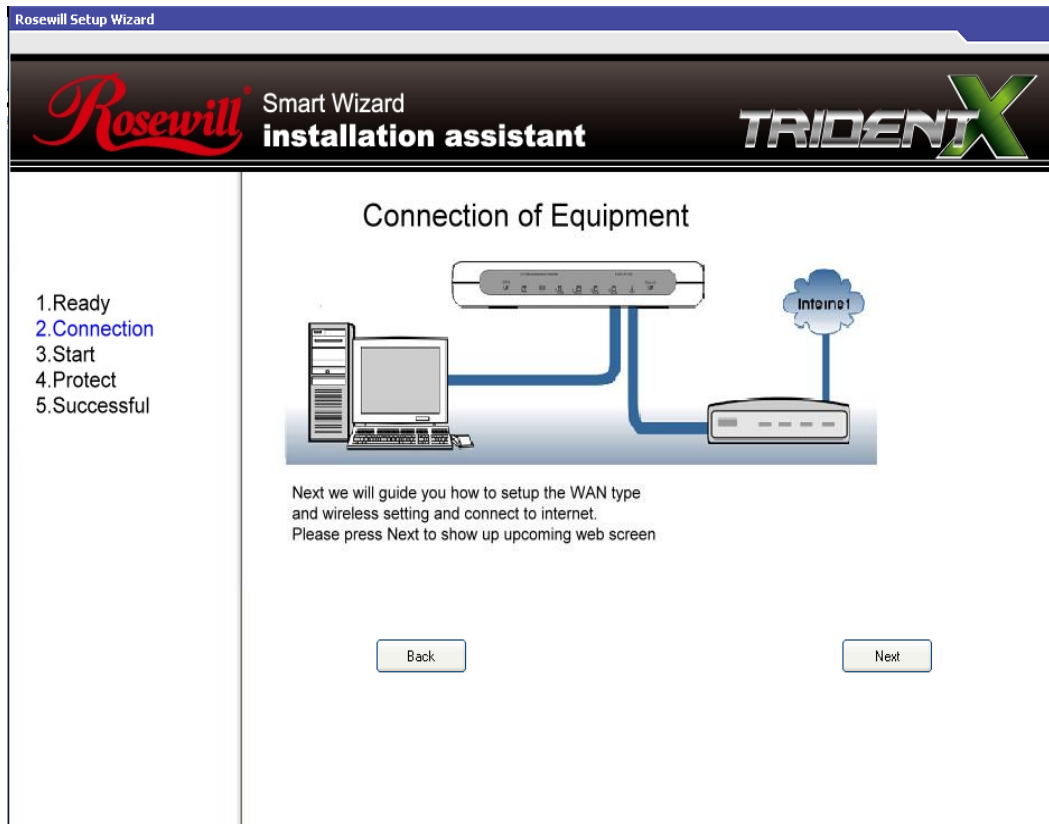 Rosewill Setup Wizard
Rosewill
Smart Wizard
installation assistant
TRIDENTX
Connection of Equipment
1.Ready
2.Connection
3.Start
4.Protect
5.Successful
Internet
Next we will guide you how to setup the WAN type
and wireless setting and connect to internet.
Please press Next to show up upcoming web screen
Back
Next